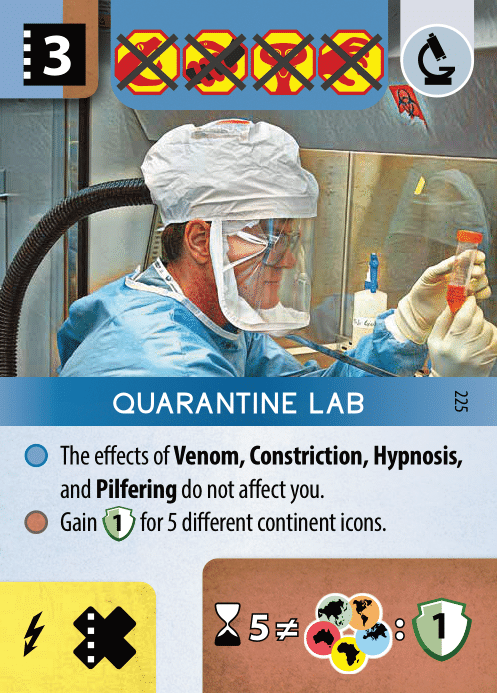 3
QUARANTINE LAB
225
The effects of Venom, Constriction, Hypnosis,
and Pilfering do not affect you.
Gain 1 for 5 different continent icons.
5 ≠ : 1